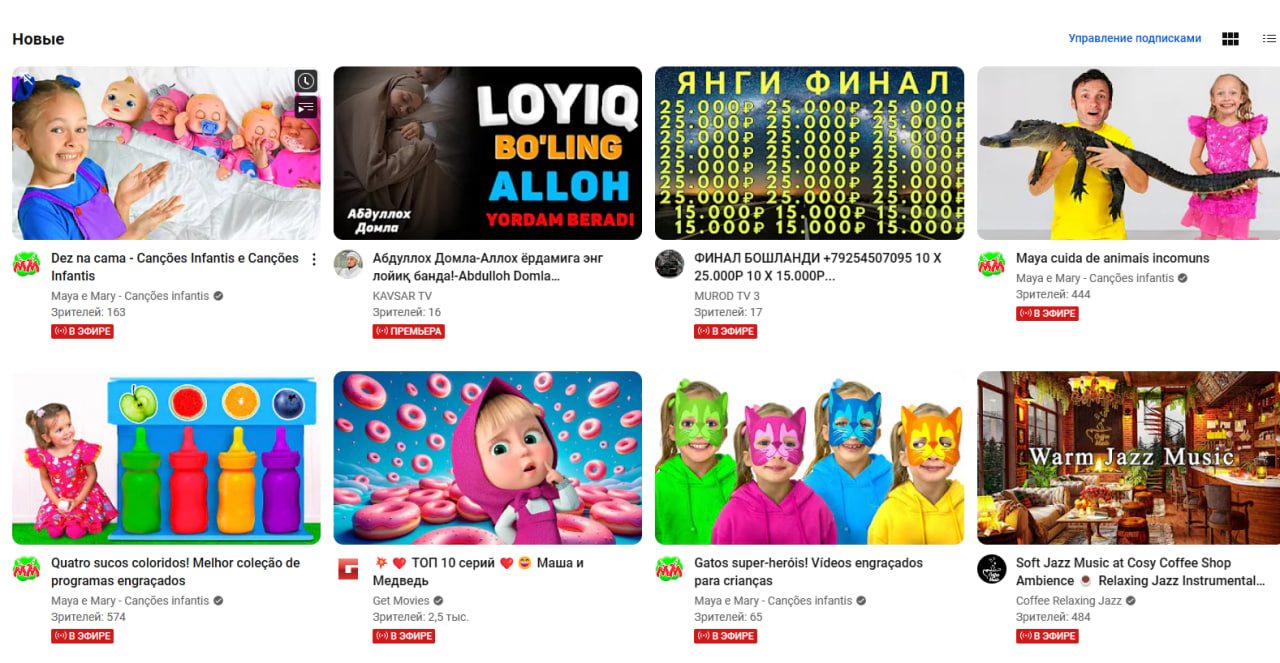 Новые
Управление подписками
LOYIQ
BO'LING
ALLOH
YORDAM BERADI
Абдуллох
Домла
ЯНГИ ФИНАЛ
25.000₽ 25.000₽ 25.000₽
25.000₽ 25.000₽ 25.000₽
25.000₽ 25.000₽ 25.000₽
25.000₽ 25.000₽ 25.000₽
25.000₽ 25.000₽ 25.000₽
25.000₽ 25.000₽ 25.000₽
25.000₽ 25.000₽ 25.000₽
15.000₽ 15.000₽ 15.000₽
15.000₽ 15.000₽ 15.000₽
Dez na cama - Canções Infantis e Canções
Infantis
Maya e Mary - Canções infantis
Зрителей: 163
В ЭФИРЕ
Абдуллох Домла-Аллох ёрдамига энг
лойиқ банда!-Abdulloh Domla...
KAVSAR TV
Зрителей: 16
ПРЕМЬЕРА
ФИНАЛ БОШЛАНДИ +79254507095 10 X
25.000Р 10 X 15.000Р...
MUROD TV 3
Зрителей: 17
В ЭФИРЕ
Maya cuida de animais incomuns
Maya e Mary - Canções infantis
Зрителей: 444
В ЭФИРЕ
Warm Jazz Music
Quatro sucos coloridos! Melhor coleção de
programas engraçados
Maya e Mary - Canções infantis
Зрителей: 574
В ЭФИРЕ
💥 ❤️ ТОП 10 серий ❤️ 😄 Маша и
Медведь
Get Movies
Зрителей: 2,5 тыс.
В ЭФИРЕ
Gatos super-heróis! Vídeos engraçados
para crianças
Maya e Mary - Canções infantis
Зрителей: 65
В ЭФИРЕ
Soft Jazz Music at Cosy Coffee Shop
Ambience ☕ Relaxing Jazz Instrumental...
Coffee Relaxing Jazz
Зрителей: 484
В ЭФИРЕ